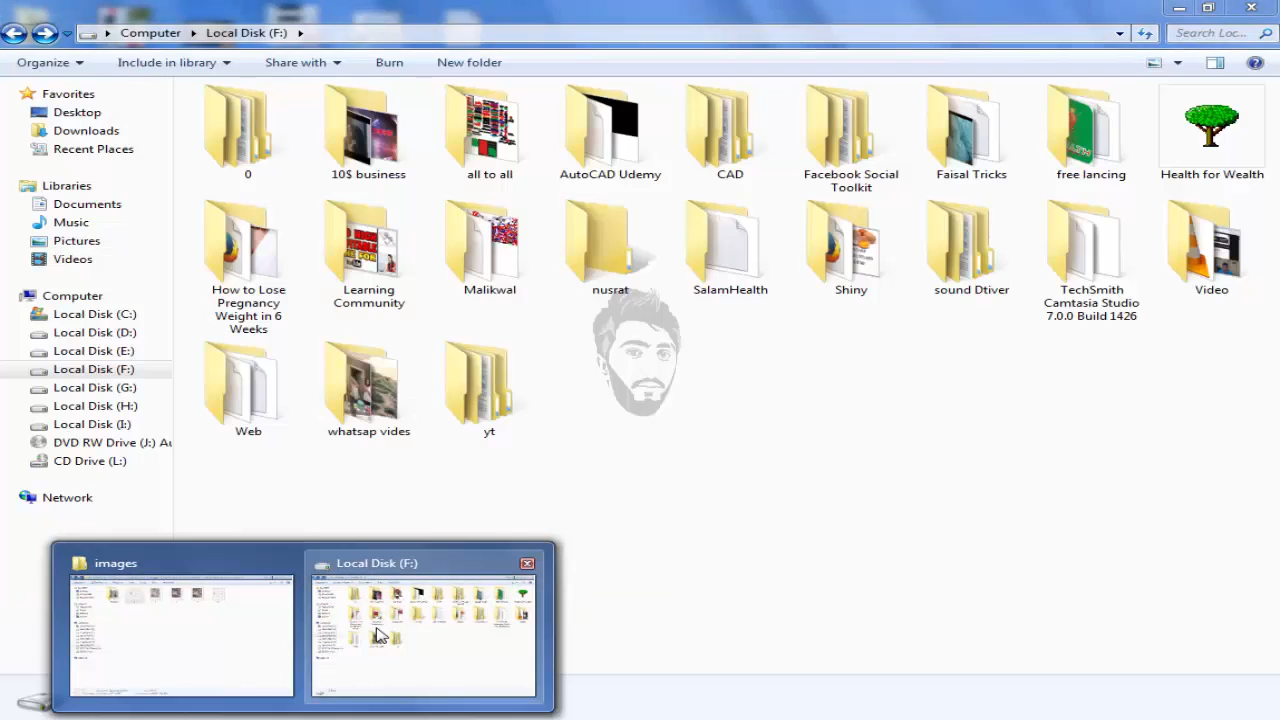 Computer Local Disk (F:)
Search Loc...
Organize Include in library Share with Burn New folder
Favorites
Desktop
Downloads
Recent Places
Libraries
Documents
Music
Pictures
Videos
Computer
Local Disk (C:)
Local Disk (D:)
Local Disk (E:)
Local Disk (F:)
Local Disk (G:)
Local Disk (H:)
Local Disk (I:)
DVD RW Drive (J:) Au
CD Drive (L:)
Network
0
10$ business
all to all
AutoCAD Udemy
CAD
Facebook Social
Toolkit
Faisal Tricks
free lancing
Health for Wealth
How to Lose
Pregnancy
Weight in 6
Weeks
Learning
Community
Malikwal
nusrat
SalamHealth
Shiny
sound Dtiver
TechSmith
Camtasia Studio
7.0.0 Build 1426
Video
Web
whatsap vides
yt
images
Local Disk (F:)